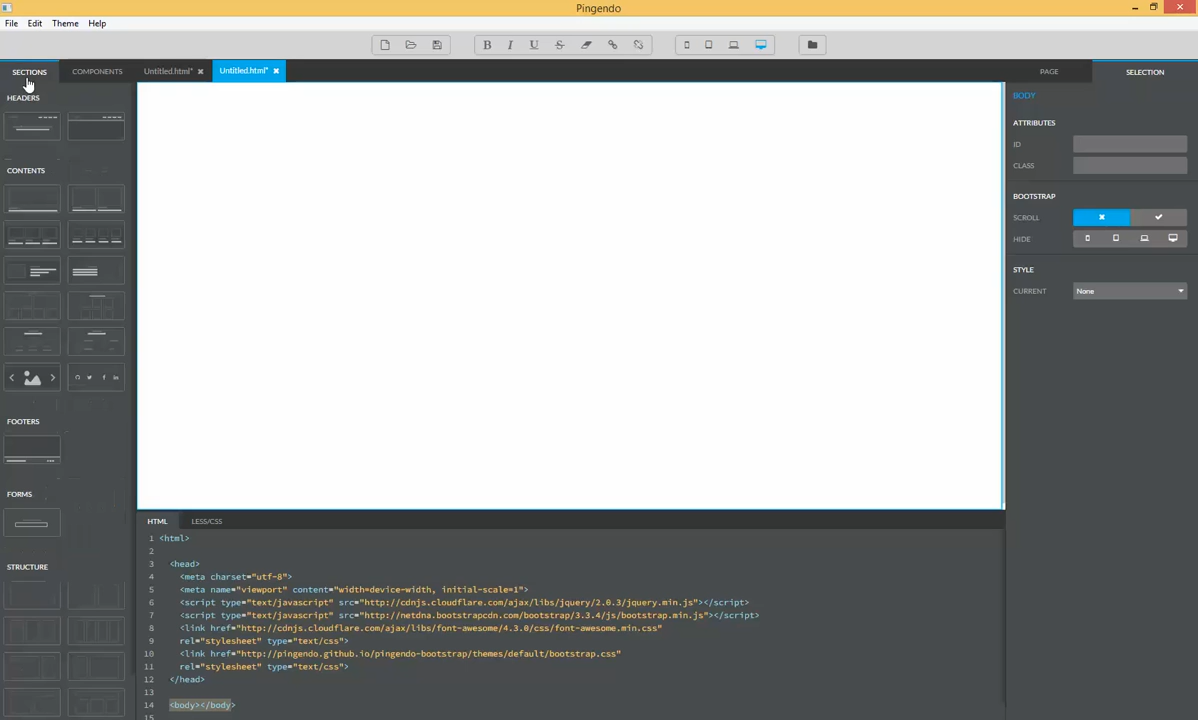 Pingendo
File Edit Theme Help
B I U S
SECTIONS COMPONENTS Untitled.html* Untitled.html* PAGE SELECTION
HEADERS
CONTENTS
FOOTERS
FORMS
STRUCTURE
BODY
ATTRIBUTES
ID
CLASS
BOOTSTRAP
SCROLL
HIDE
STYLE
CURRENT None
HTML LESS/CSS
1 <html>
2
3 <head>
4 <meta charset="utf-8">
5 <meta name="viewport" content="width=device-width, initial-scale=1">
6 <script type="text/javascript" src="http://cdnjs.cloudflare.com/ajax/libs/jquery/2.0.3/jquery.min.js"></script>
7 <script type="text/javascript" src="http://netdna.bootstrapcdn.com/bootstrap/3.3.4/js/bootstrap.min.js"></script>
8 <link href="http://cdnjs.cloudflare.com/ajax/libs/font-awesome/4.3.0/css/font-awesome.min.css"
9 rel="stylesheet" type="text/css">
10 <link href="http://pingendo.github.io/pingendo-bootstrap/themes/default/bootstrap.css"
11 rel="stylesheet" type="text/css">
12 </head>
13
14 <body></body>
15